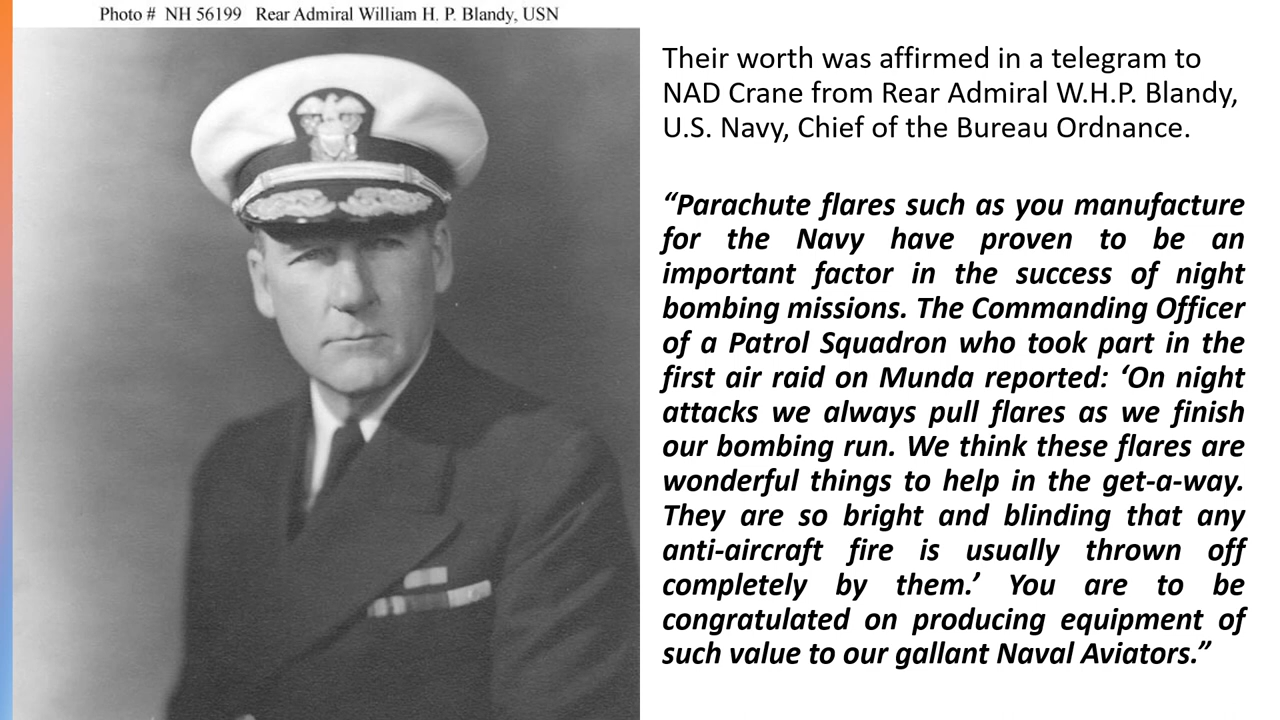 Photo # NH 56199 Rear Admiral William H. P. Blandy, USN
Their worth was affirmed in a telegram to
NAD Crane from Rear Admiral W.H.P. Blandy,
U.S. Navy, Chief of the Bureau Ordnance.
“Parachute flares such as you manufacture
for the Navy have proven to be an
important factor in the success of night
bombing missions. The Commanding Officer
of a Patrol Squadron who took part in the
first air raid on Munda reported: ‘On night
attacks we always pull flares as we finish
our bombing run. We think these flares are
wonderful things to help in the get-a-way.
They are so bright and blinding that any
anti-aircraft fire is usually thrown off
completely by them.’ You are to be
congratulated on producing equipment of
such value to our gallant Naval Aviators.”